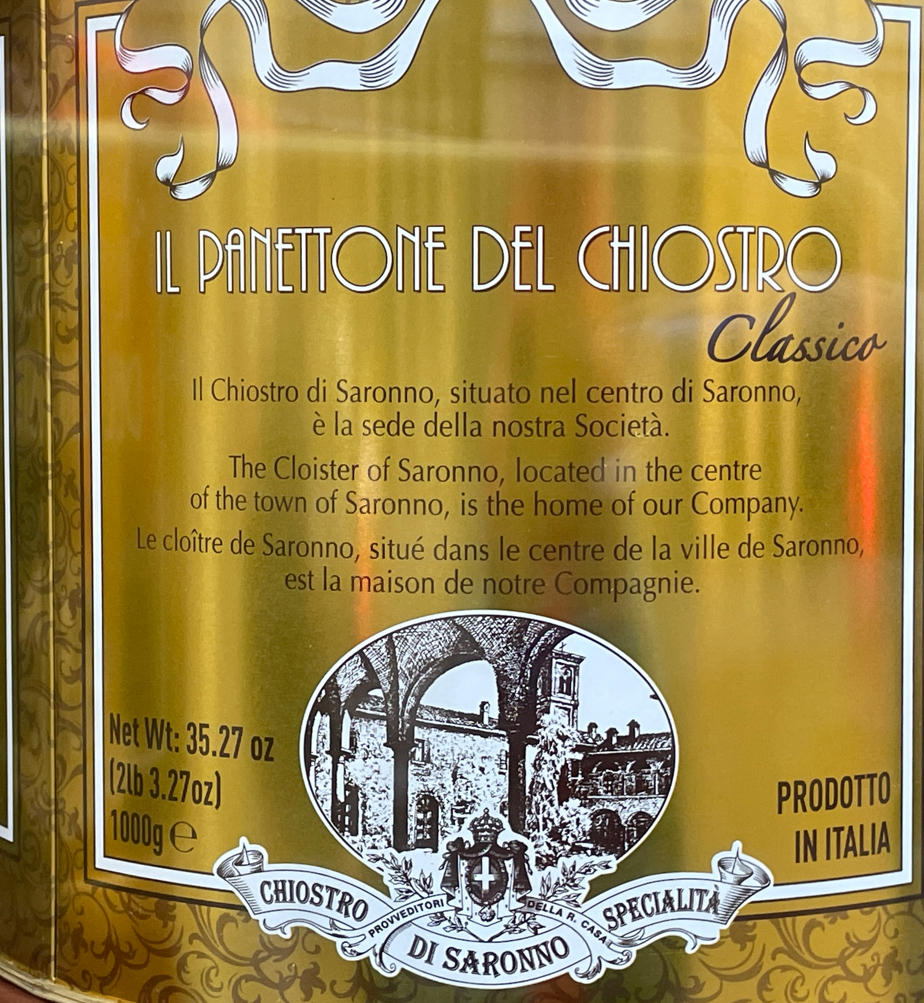 IL PANETTONE DEL CHIOSTRO
Classico
Il Chiostro di Saronno, situato nel centro di Saronno,
è la sede della nostra Società.
The Cloister of Saronno, located in the centre
of the town of Saronno, is the home of our Company.
Le cloître de Saronno, situé dans le centre de la ville de Saronno,
est la maison de notre Compagnie.
Net Wt: 35.27 oz
(2lb 3.27oz)
1000g ℮
PRODOTTO
IN ITALIA
CHIOSTRO
PROVVEDITORI
DELLA R. CASA
SPECIALITÀ
DI SARONNO